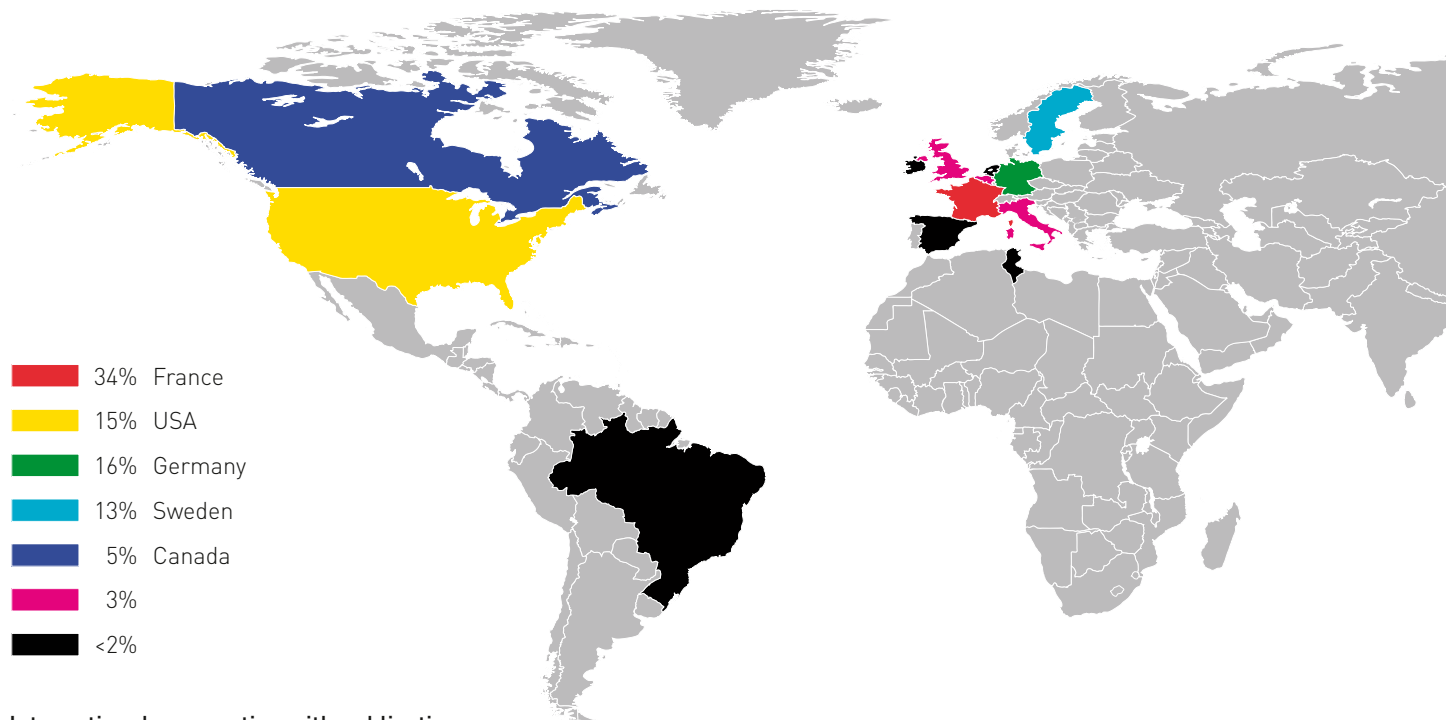 34% France
15% USA
16% Germany
13% Sweden
5% Canada
3%
<2%